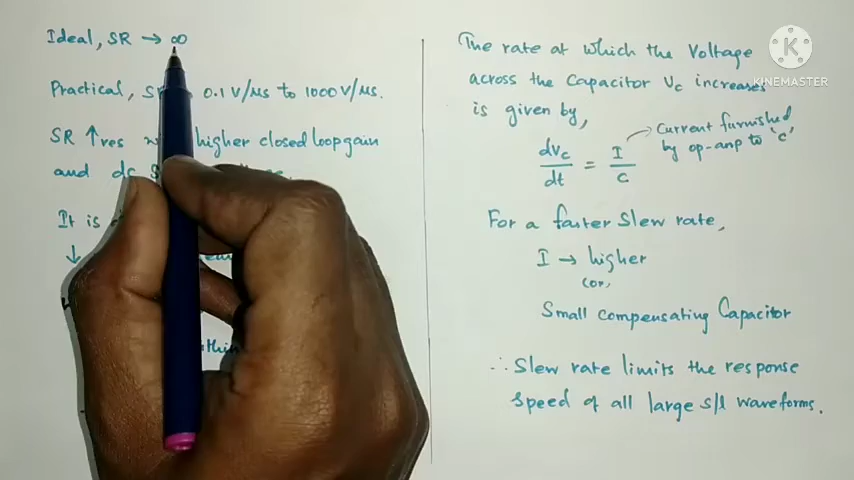 Ideal, SR → ∞
Practical, 0.1 V/μs to 1000 V/μs.
SR ↑res higher closed loop gain
and dc
It is
↓
The rate at which the voltage
across the Capacitor Vc increases
is given by,
dvc/dt = I/c → Current furnished
by op-amp to 'c'
For a faster Slew rate,
I → higher
(or)
Small compensating Capacitor
∴ Slew rate limits the response
speed of all large s/l waveforms.
KINEMASTER